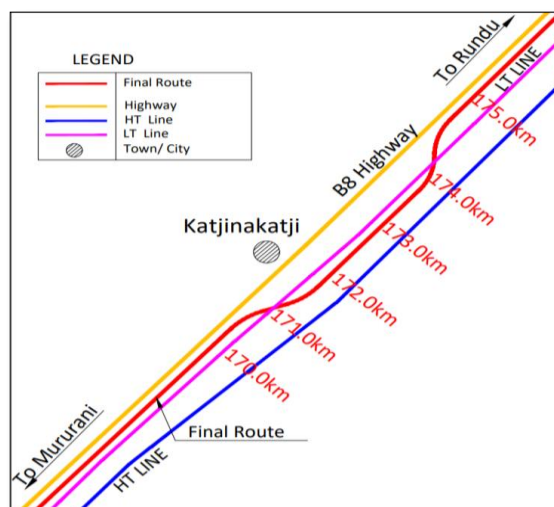 LEGEND
Final Route
Highway
HT Line
LT Line
Town/ City
To Rundu
LT LINE
175.0km
B8 Highway
174.0km
Katjinakatji
173.0km
172.0km
171.0km
170.0km
Final Route
To Mururani
HT LINE